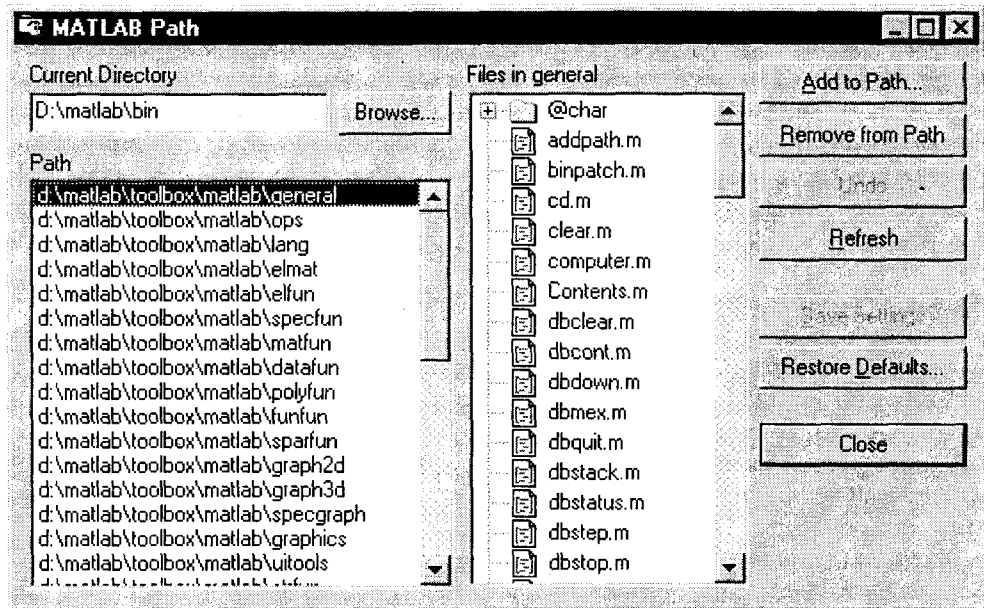 MATLAB Path
Current Directory
D:\matlab\bin
Browse...
Path
d:\matlab\toolbox\matlab\general
d:\matlab\toolbox\matlab\ops
d:\matlab\toolbox\matlab\lang
d:\matlab\toolbox\matlab\elmat
d:\matlab\toolbox\matlab\elfun
d:\matlab\toolbox\matlab\specfun
d:\matlab\toolbox\matlab\matfun
d:\matlab\toolbox\matlab\datafun
d:\matlab\toolbox\matlab\polyfun
d:\matlab\toolbox\matlab\funfun
d:\matlab\toolbox\matlab\sparfun
d:\matlab\toolbox\matlab\graph2d
d:\matlab\toolbox\matlab\graph3d
d:\matlab\toolbox\matlab\specgraph
d:\matlab\toolbox\matlab\graphics
d:\matlab\toolbox\matlab\uitools
Files in general
@char
addpath.m
binpatch.m
cd.m
clear.m
computer.m
Contents.m
dbclear.m
dbcont.m
dbdown.m
dbmex.m
dbquit.m
dbstack.m
dbstatus.m
dbstep.m
dbstop.m
Add to Path...
Remove from Path
Undo
Refresh
Save Settings
Restore Defaults...
Close